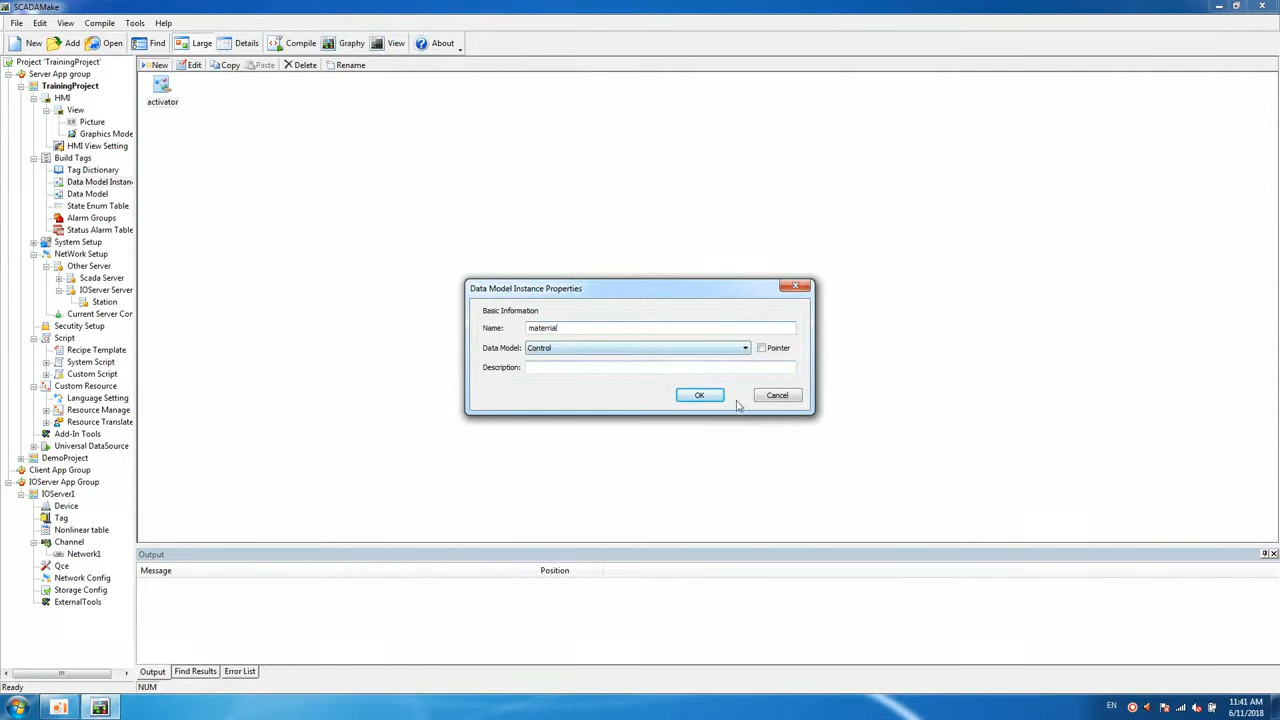 SCADAMake
File Edit View Compile Tools Help
New Add Open Find Large Details Compile Graphy View About
Project 'TrainingProject'
Server App group
TrainingProject
HMI
View
Picture
Graphics Mode
HMI View Setting
Build Tags
Tag Dictionary
Data Model Instan
Data Model
State Enum Table
Alarm Groups
Status Alarm Table
System Setup
NetWork Setup
Other Server
Scada Server
IOServer Server
Station
Current Server Con
Sectuity Setup
Script
Recipe Template
System Script
Custom Script
Custom Resource
Language Setting
Resource Manage
Resource Translate
Add-In Tools
Universal DataSource
DemoProject
Client App Group
IOServer App Group
IOServer1
Device
Tag
Nonlinear table
Channel
Network1
Qce
Network Config
Storage Config
ExternalTools
New Edit Copy Paste Delete Rename
activator
Data Model Instance Properties
Basic Information
Name: materrial
Data Model: Control Pointer
Description:
OK Cancel
Output
Message Position
Output Find Results Error List
Ready NUM
EN 11:41 AM
6/11/2018